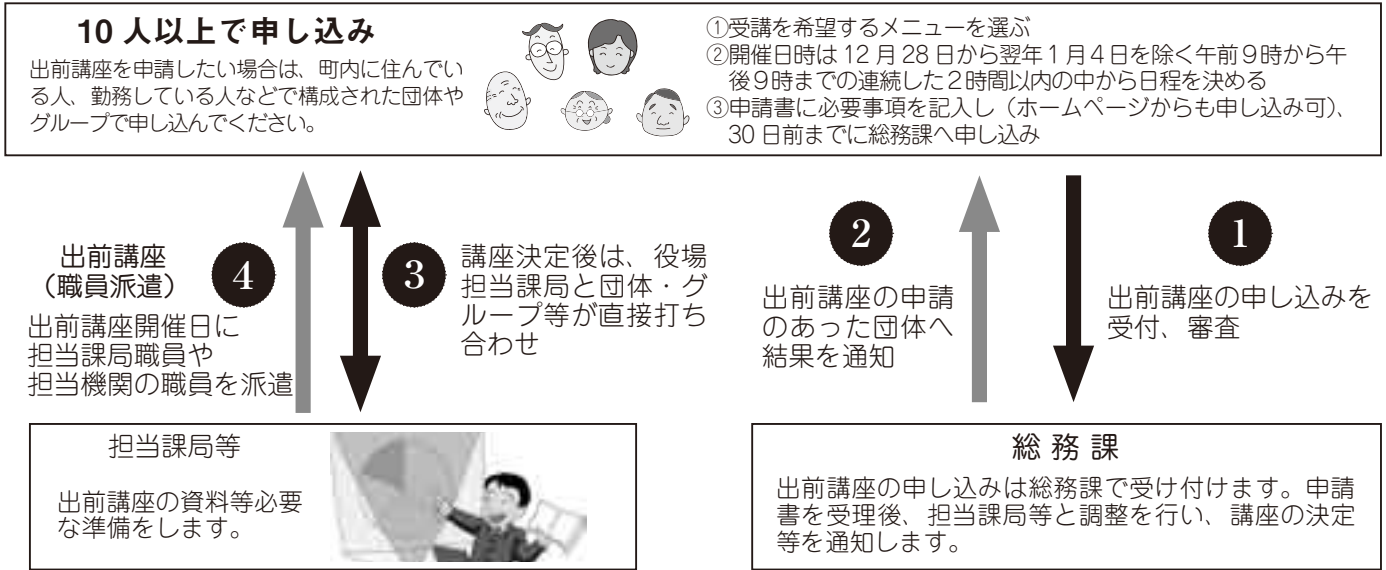 10 人以上で申し込み
出前講座を申請したい場合は、町内に住んでい
る人、勤務している人などで構成された団体や
グループで申し込んでください。
①受講を希望するメニューを選ぶ
②開催日時は 12 月 28 日から翌年 1 月 4 日を除く午前９時から午
後９時までの連続した２時間以内の中から日程を決める
③申請書に必要事項を記入し（ホームページからも申し込み可）、
30 日前までに総務課へ申し込み
出前講座
（職員派遣）
4
出前講座開催日に
担当課局職員や
担当機関の職員を派遣
3
講座決定後は、役場
担当課局と団体・グ
ループ等が直接打ち
合わせ
2
出前講座の申請
のあった団体へ
結果を通知
1
出前講座の申し込みを
受付、審査
担当課局等
出前講座の資料等必要
な準備をします。
総 務 課
出前講座の申し込みは総務課で受け付けます。申請
書を受理後、担当課局等と調整を行い、講座の決定
等を通知します。